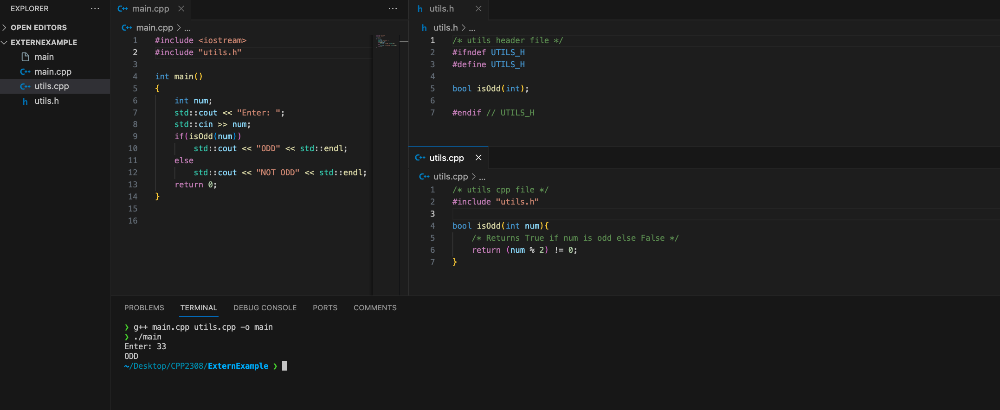 EXPLORER
OPEN EDITORS
EXTERNEXAMPLE
main
C++ main.cpp
C++ utils.cpp
h utils.h
C++ main.cpp
C++ main.cpp > ...
1 #include <iostream>
2 #include "utils.h"
3
4 int main()
5 {
6 int num;
7 std::cout << "Enter: ";
8 std::cin >> num;
9 if(isOdd(num))
10 std::cout << "ODD" << std::endl;
11 else
12 std::cout << "NOT ODD" << std::endl;
13 return 0;
14 }
15
16
h utils.h
h utils.h > ...
1 /* utils header file */
2 #ifndef UTILS_H
3 #define UTILS_H
4
5 bool isOdd(int);
6
7 #endif // UTILS_H
C++ utils.cpp
C++ utils.cpp > ...
1 /* utils cpp file */
2 #include "utils.h"
3
4 bool isOdd(int num){
5 /* Returns True if num is odd else False */
6 return (num % 2) != 0;
7 }
PROBLEMS TERMINAL DEBUG CONSOLE PORTS COMMENTS
❯ g++ main.cpp utils.cpp -o main
❯ ./main
Enter: 33
ODD
~/Desktop/CPP2308/ExternExample ❯